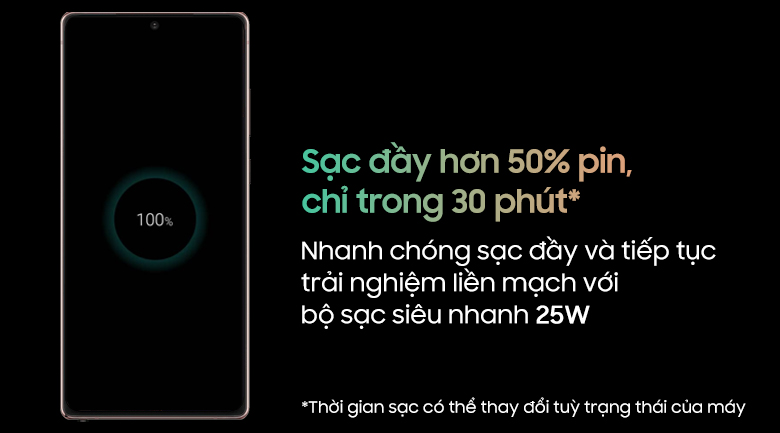 100%
Sạc đầy hơn 50% pin,
chỉ trong 30 phút*
Nhanh chóng sạc đầy và tiếp tục
trải nghiệm liền mạch với
bộ sạc siêu nhanh 25W
*Thời gian sạc có thể thay đổi tuỳ trạng thái của máy